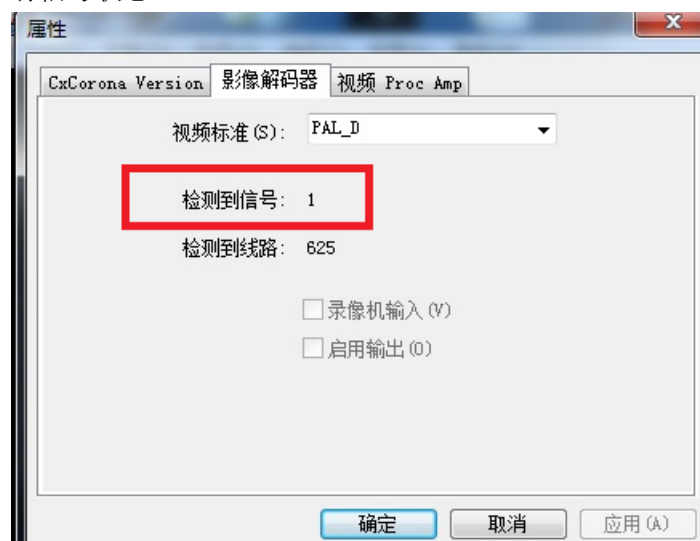 属性
CxCorona Version 影像解码器 视频 Proc Amp
视频标准(S): PAL_D
检测到信号: 1
检测到线路: 625
录像机输入(V)
启用输出(O)
确定 取消 应用(A)